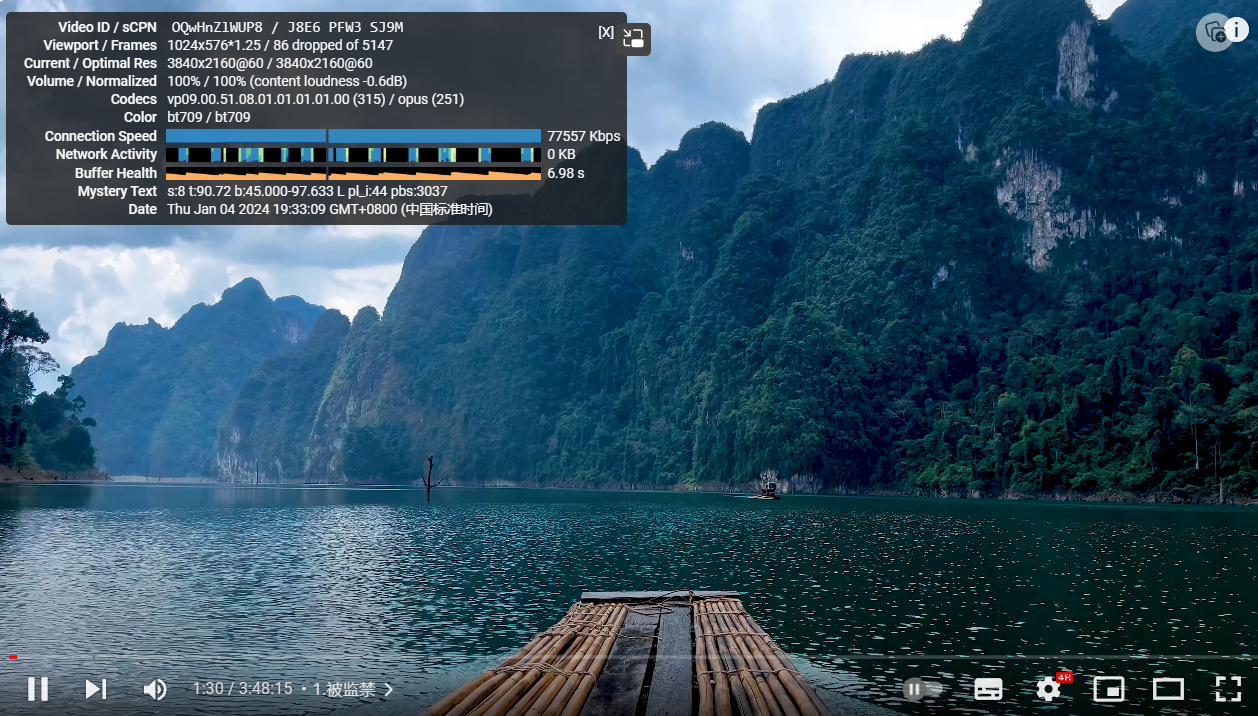 Video ID / sCPN OQwHnZlWUP8 / J8E6 PFW3 SJ9M [X]
Viewport / Frames 1024x576*1.25 / 86 dropped of 5147
Current / Optimal Res 3840x2160@60 / 3840x2160@60
Volume / Normalized 100% / 100% (content loudness -0.6dB)
Codecs vp09.00.51.08.01.01.01.01.00 (315) / opus (251)
Color bt709 / bt709
Connection Speed 77557 Kbps
Network Activity 0 KB
Buffer Health 6.98 s
Mystery Text s:8 t:90.72 b:45.000-97.633 L pl_i:44 pbs:3037
Date Thu Jan 04 2024 19:33:09 GMT+0800 (中国标准时间)
1:30 / 3:48:15 • 1.被监禁
4K